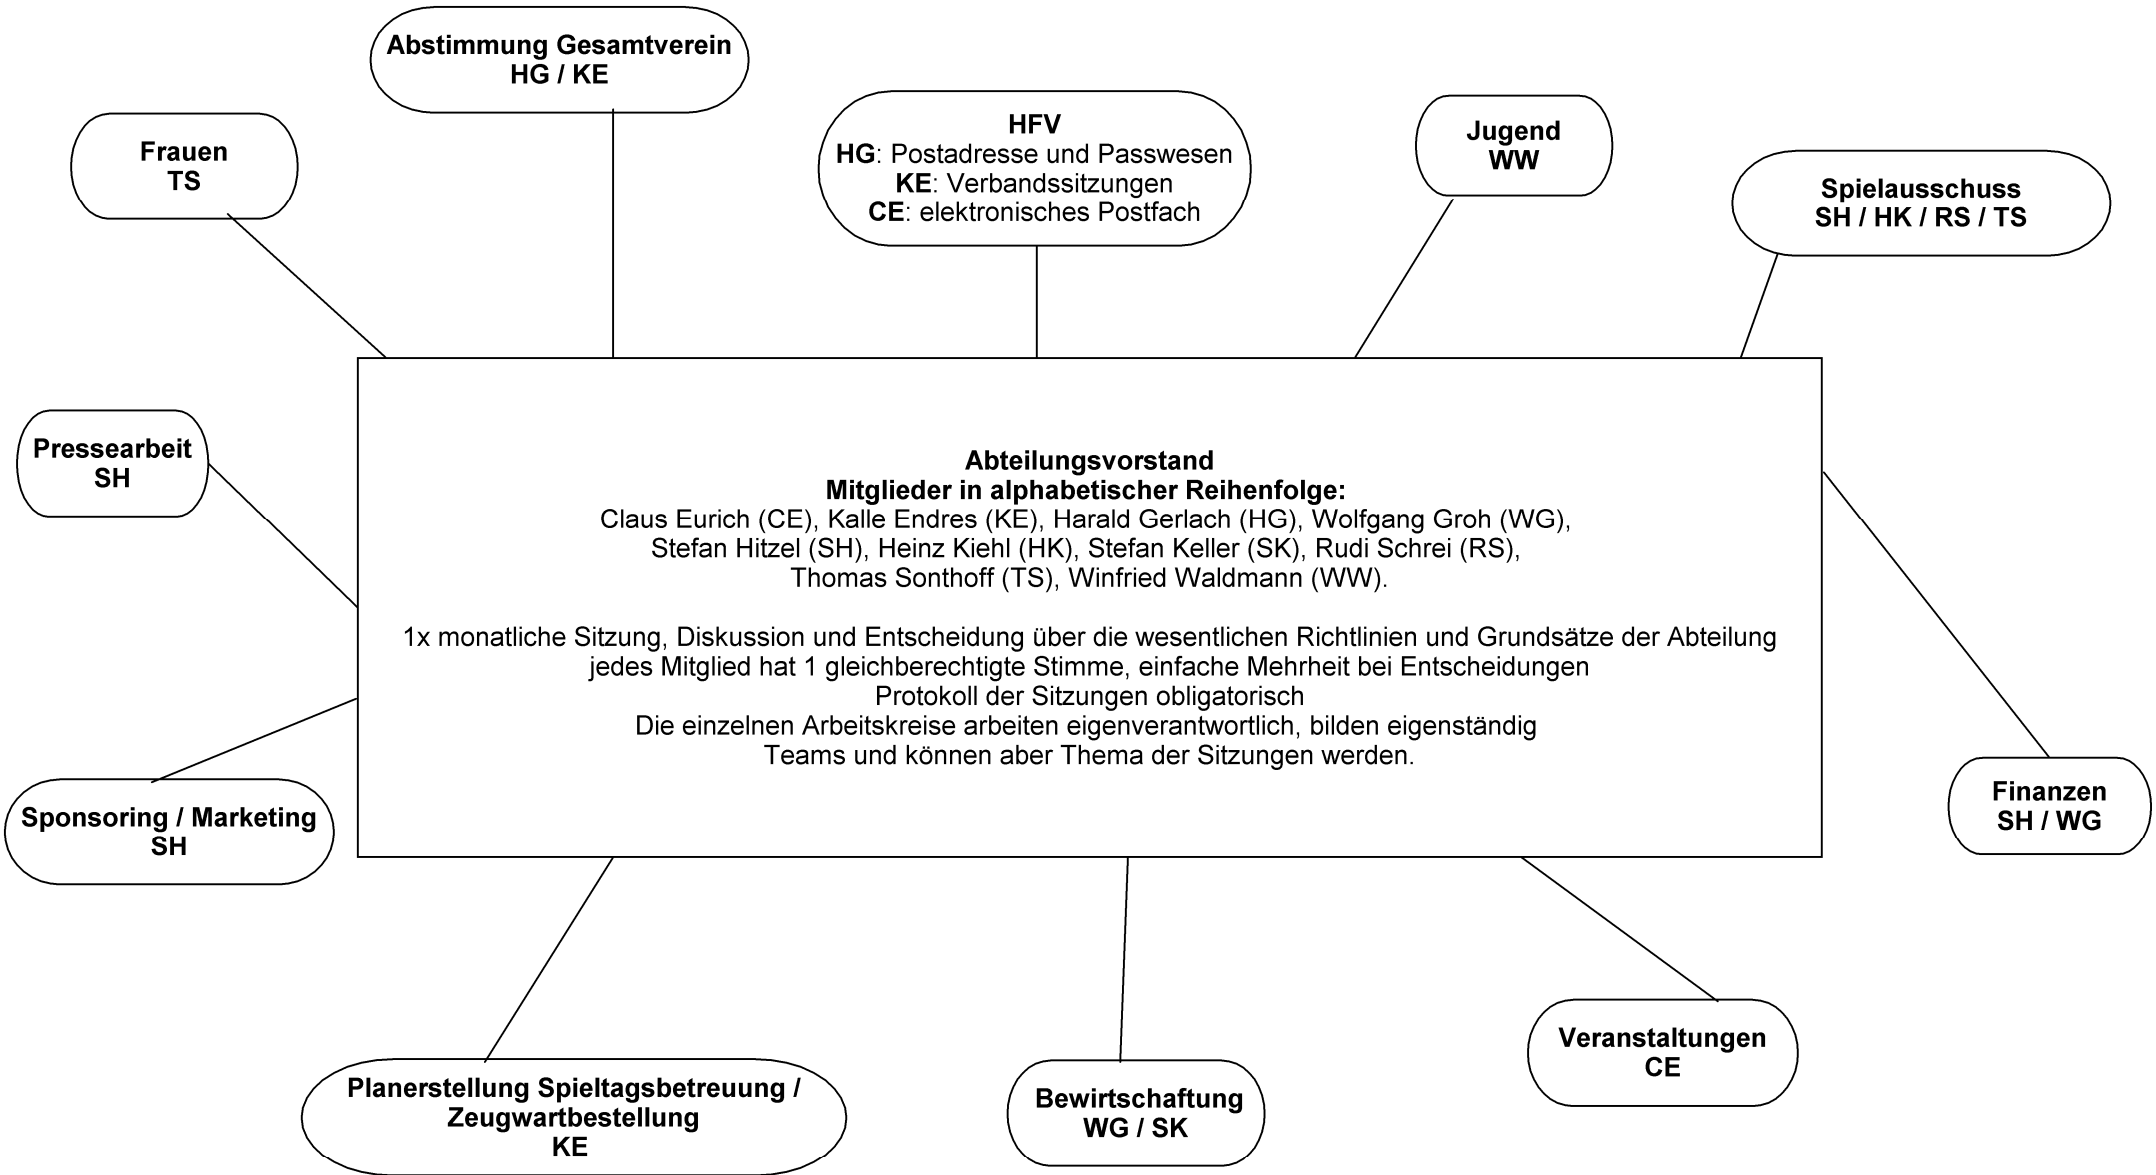 Abstimmung Gesamtverein
HG / KE
Frauen
TS
HFV
HG: Postadresse und Passwesen
KE: Verbandssitzungen
CE: elektronisches Postfach
Jugend
WW
Spielausschuss
SH / HK / RS / TS
Pressearbeit
SH
Abteilungsvorstand
Mitglieder in alphabetischer Reihenfolge:
Claus Eurich (CE), Kalle Endres (KE), Harald Gerlach (HG), Wolfgang Groh (WG),
Stefan Hitzel (SH), Heinz Kiehl (HK), Stefan Keller (SK), Rudi Schrei (RS),
Thomas Sonthoff (TS), Winfried Waldmann (WW).
1x monatliche Sitzung, Diskussion und Entscheidung über die wesentlichen Richtlinien und Grundsätze der Abteilung
jedes Mitglied hat 1 gleichberechtigte Stimme, einfache Mehrheit bei Entscheidungen
Protokoll der Sitzungen obligatorisch
Die einzelnen Arbeitskreise arbeiten eigenverantwortlich, bilden eigenständig
Teams und können aber Thema der Sitzungen werden.
Sponsoring / Marketing
SH
Finanzen
SH / WG
Planerstellung Spieltagsbetreuung /
Zeugwartbestellung
KE
Bewirtschaftung
WG / SK
Veranstaltungen
CE